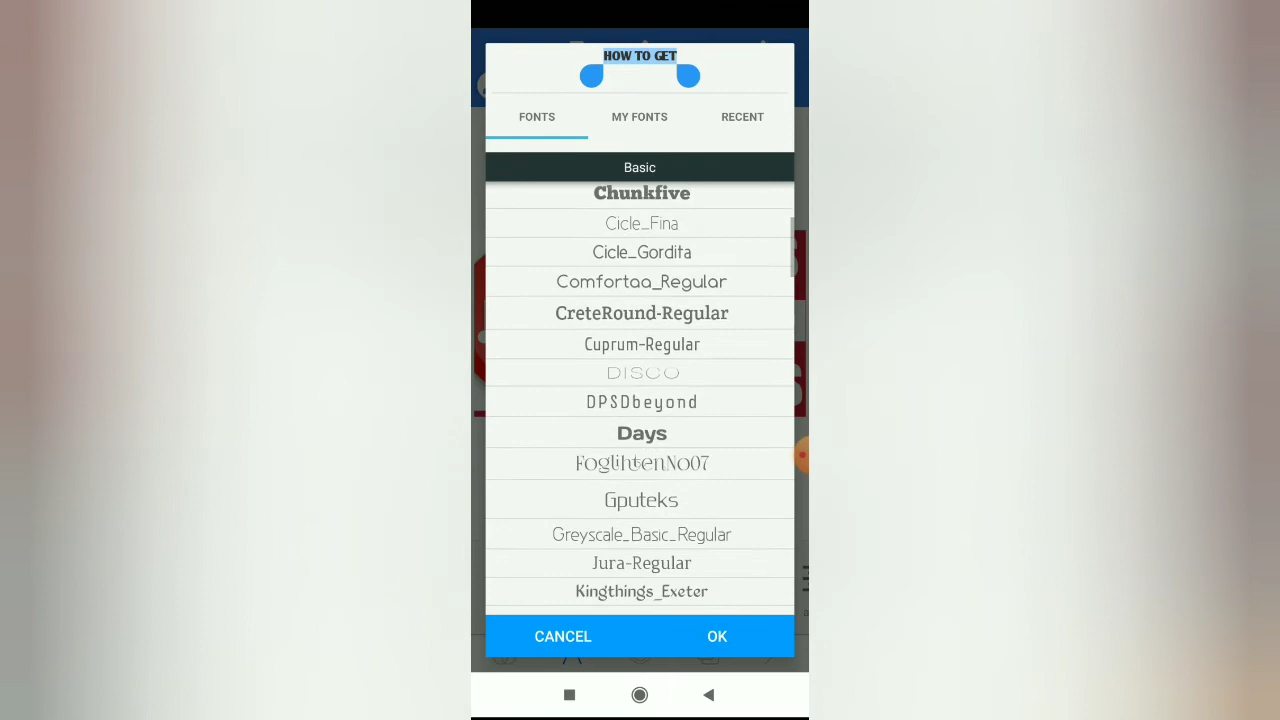 HOW TO GET
FONTS
MY FONTS
RECENT
Basic
Chunkfive
Cicle_Fina
Cicle_Gordita
Comfortaa_Regular
CreteRound-Regular
Cuprum-Regular
DISCO
DPSDbeyond
Days
FoglihtenNo07
Gputeks
Greyscale_Basic_Regular
Jura-Regular
Kingthings_Exeter
CANCEL
OK